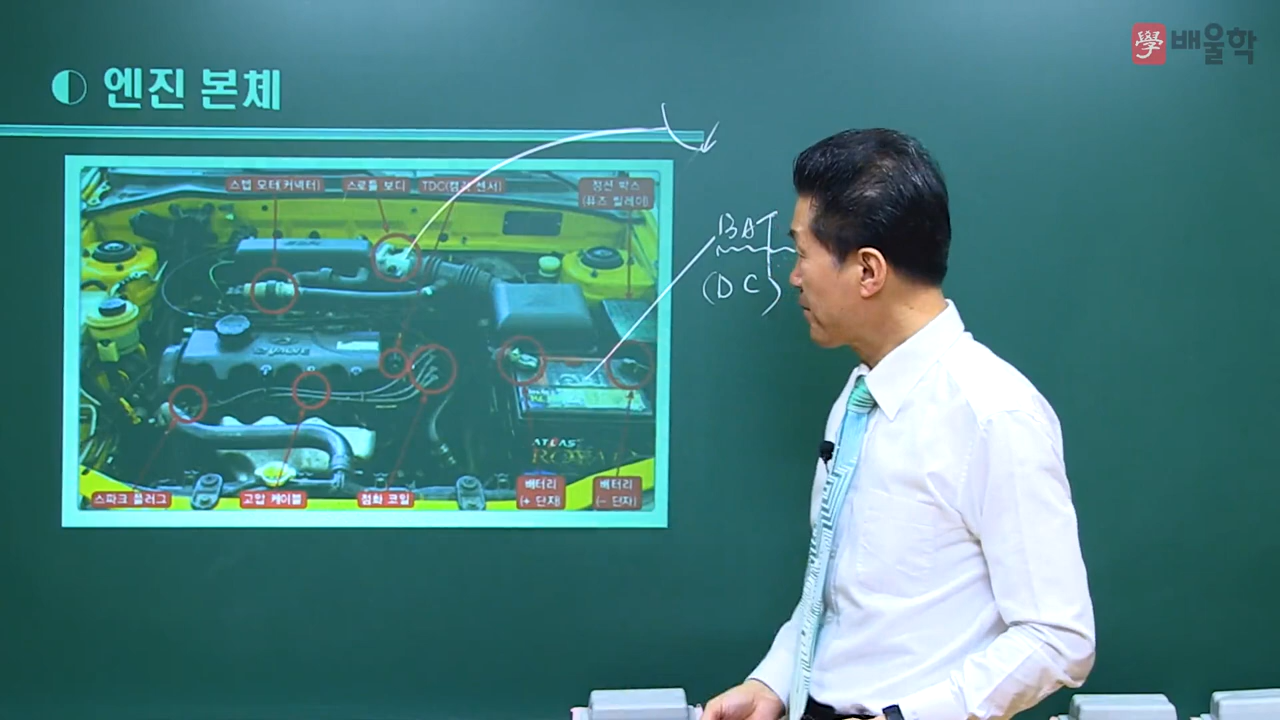 學 배울학
엔진 본체
스텝 모터(커넥터)
스로틀 보디
TDC(캠각 센서)
정션 박스
(퓨즈 릴레이)
BAT
(DC)
ATLAS
스파크 플러그
고압 케이블
점화 코일
배터리
(+ 단자)
배터리
(- 단자)